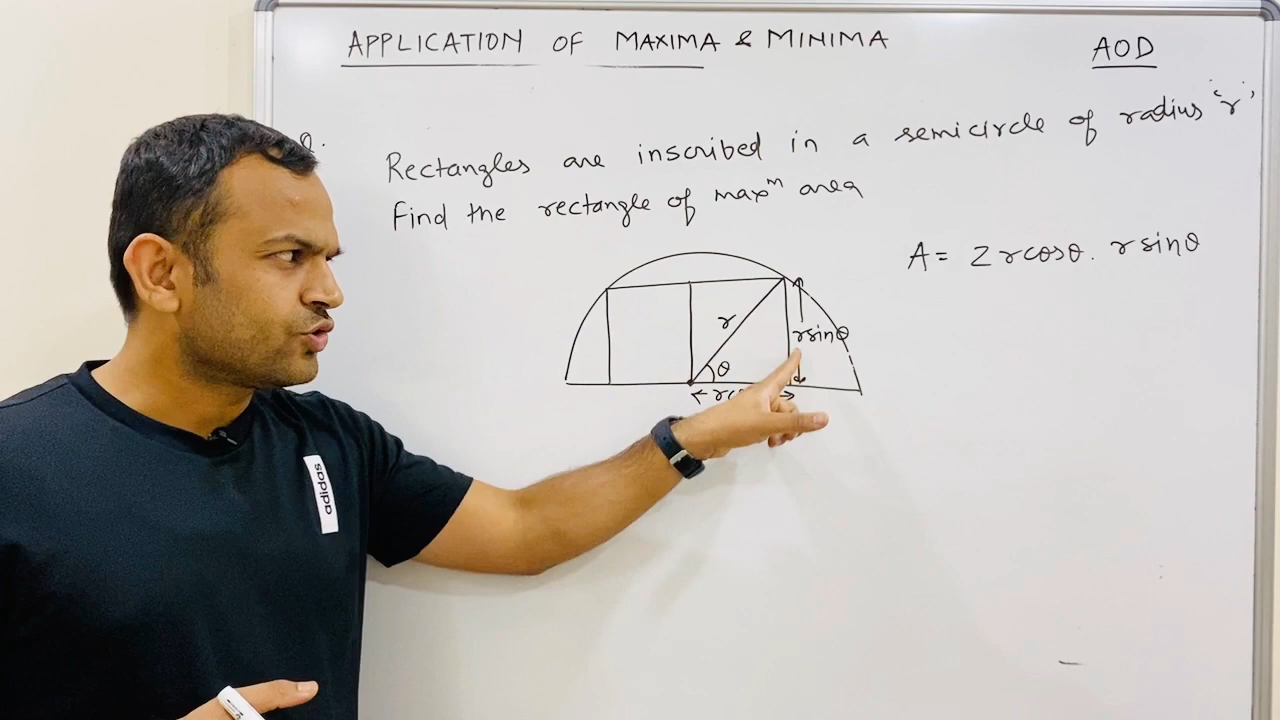 APPLICATION OF MAXIMA & MINIMA
AOD
Q.
Rectangles are inscribed in a semicircle of radius 'r'
Find the rectangle of maxᵐ area
A = 2rcosθ. rsinθ
r
rsinθ
θ
adidas